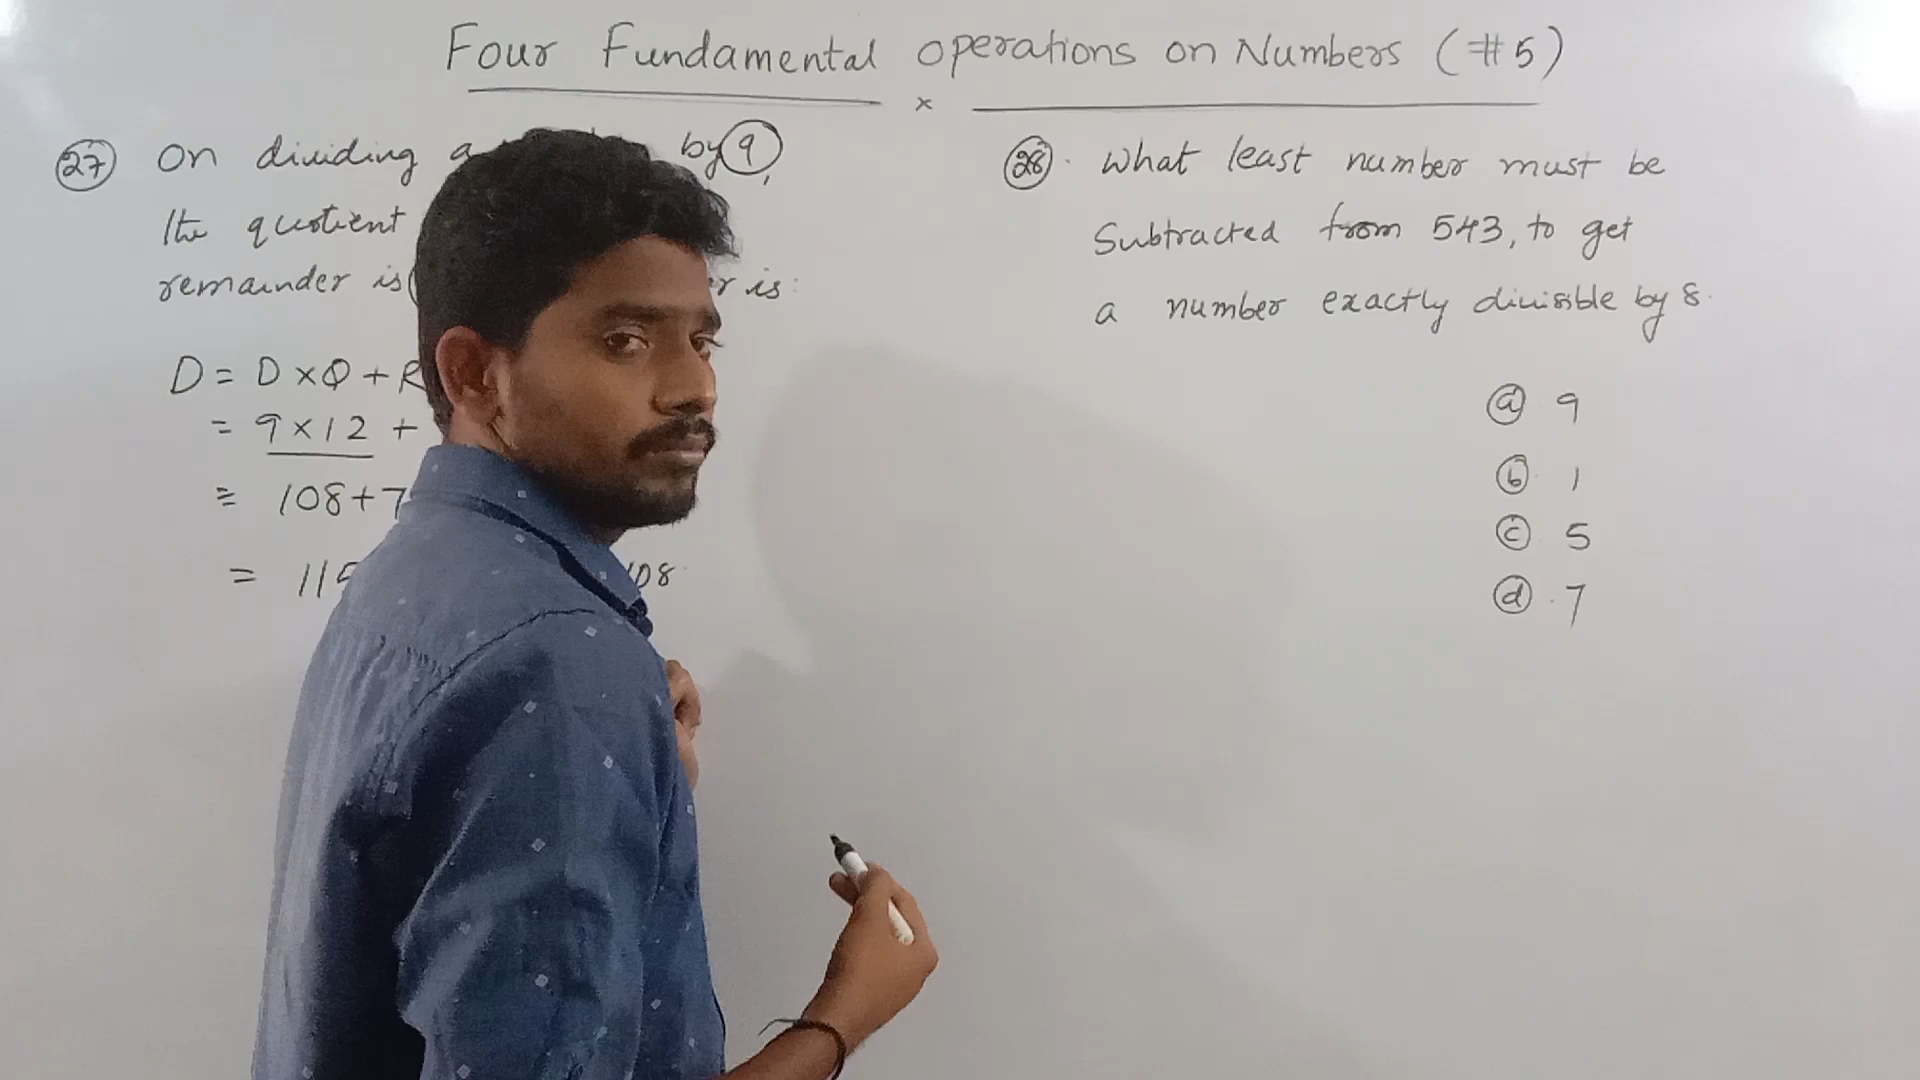 Four Fundamental operations on Numbers (#5)
x
27 On dividing a by 9,
the quotient
remainder is is:
D = D x Q + R
= 9 x 12 +
= 108 + 7
= 115 108
28. What least number must be
Subtracted from 543, to get
a number exactly divisible by 8.
a 9
b 1
c 5
d 7